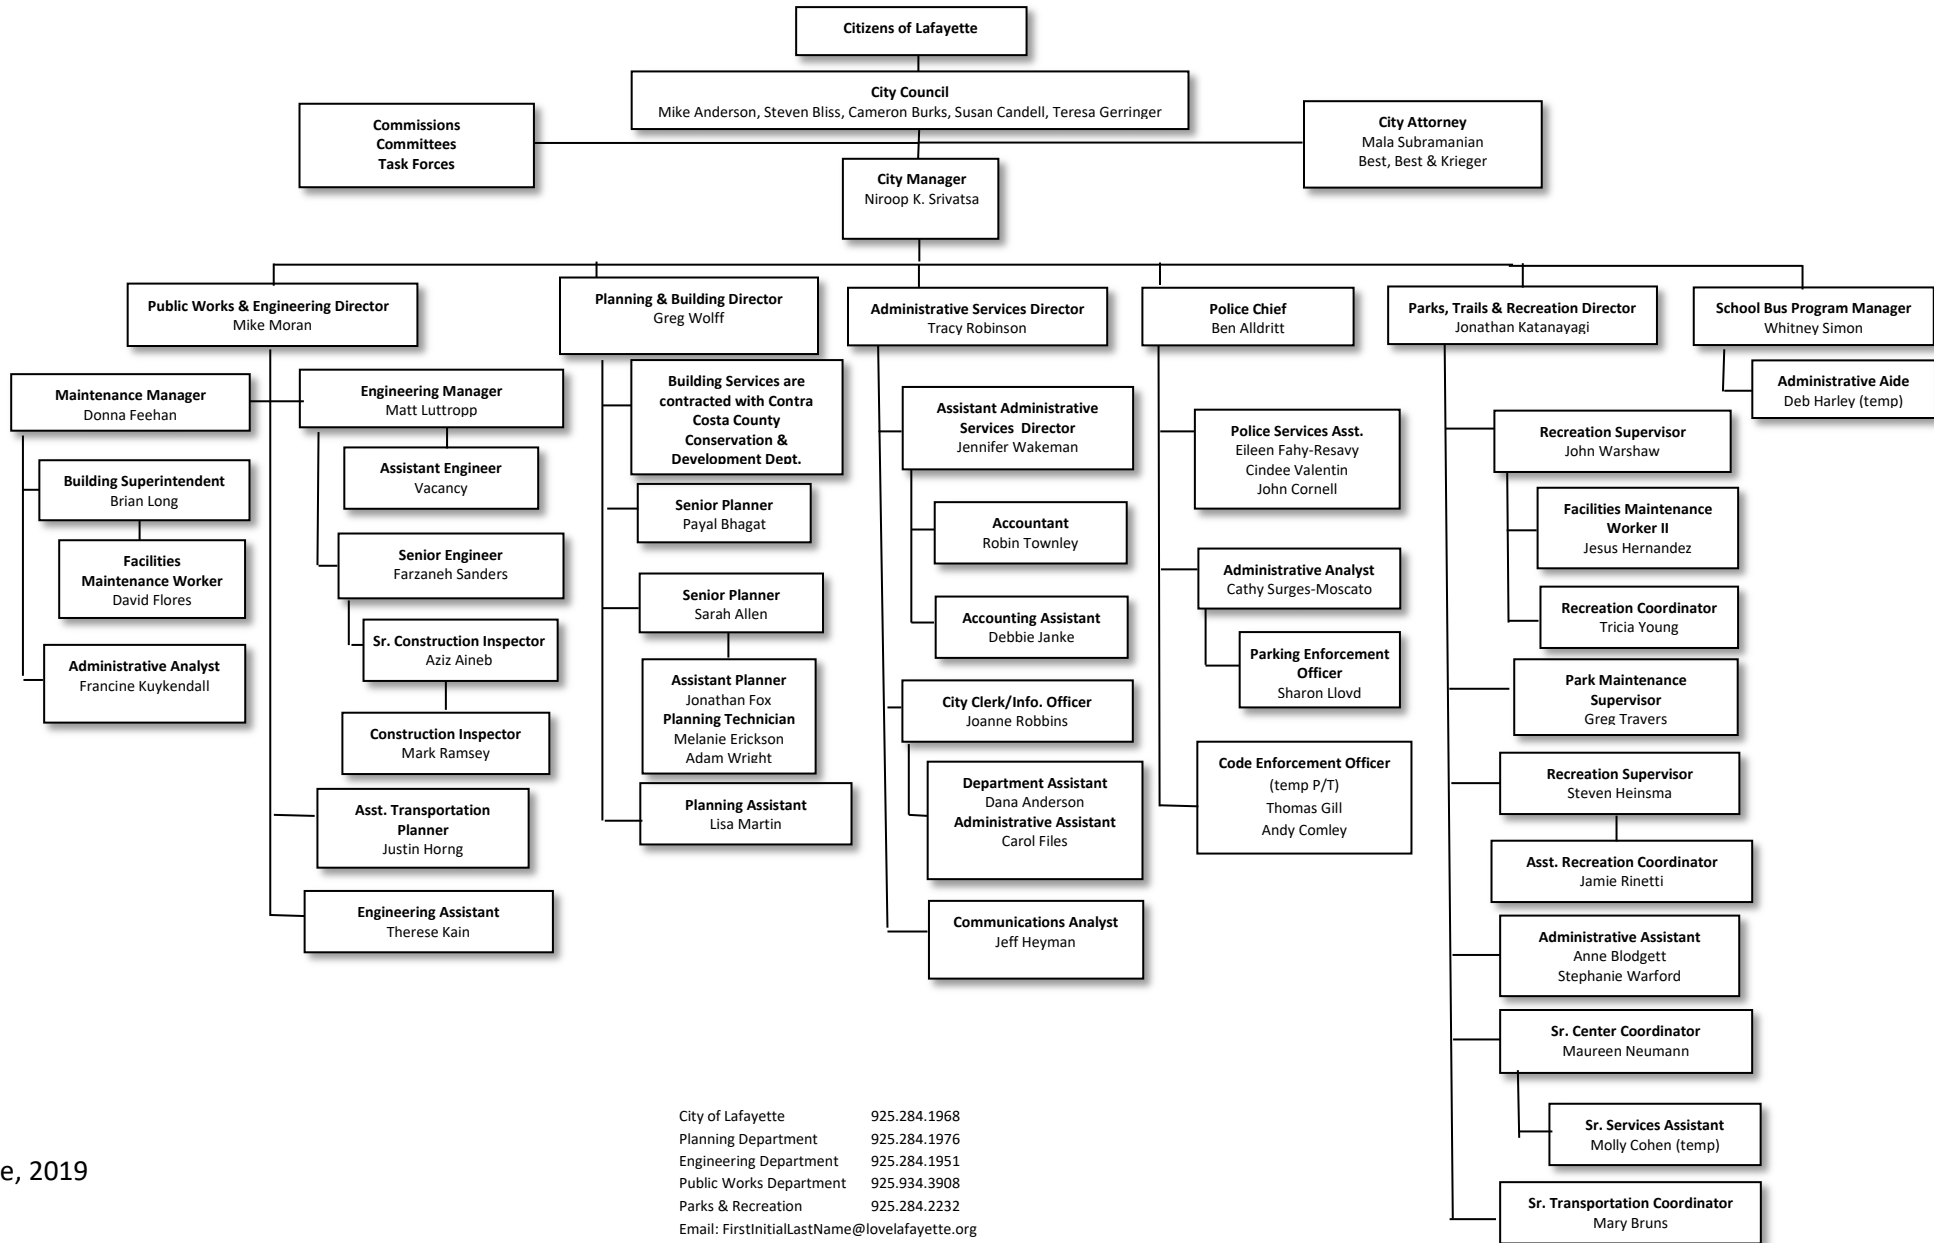 Citizens of Lafayette
City Council
Mike Anderson, Steven Bliss, Cameron Burks, Susan Candell, Teresa Gerringer
Commissions
Committees
Task Forces
City Attorney
Mala Subramanian
Best, Best & Krieger
City Manager
Niroop K. Srivatsa
Public Works & Engineering Director
Mike Moran
Planning & Building Director
Greg Wolff
Administrative Services Director
Tracy Robinson
Police Chief
Ben Alldritt
Parks, Trails & Recreation Director
Jonathan Katanayagi
School Bus Program Manager
Whitney Simon
Maintenance Manager
Donna Feehan
Building Superintendent
Brian Long
Facilities
Maintenance Worker
David Flores
Administrative Analyst
Francine Kuykendall
Engineering Manager
Matt Luttropp
Assistant Engineer
Vacancy
Senior Engineer
Farzaneh Sanders
Sr. Construction Inspector
Aziz Aineb
Construction Inspector
Mark Ramsey
Asst. Transportation
Planner
Justin Horng
Engineering Assistant
Therese Kain
Building Services are
contracted with Contra
Costa County
Conservation &
Development Dept.
Senior Planner
Payal Bhagat
Senior Planner
Sarah Allen
Assistant Planner
Jonathan Fox
Planning Technician
Melanie Erickson
Adam Wright
Planning Assistant
Lisa Martin
Assistant Administrative
Services Director
Jennifer Wakeman
Accountant
Robin Townley
Accounting Assistant
Debbie Janke
City Clerk/Info. Officer
Joanne Robbins
Department Assistant
Dana Anderson
Administrative Assistant
Carol Files
Communications Analyst
Jeff Heyman
Police Services Asst.
Eileen Fahy-Resavy
Cindee Valentin
John Cornell
Administrative Analyst
Cathy Surges-Moscato
Parking Enforcement
Officer
Sharon Lloyd
Code Enforcement Officer
(temp P/T)
Thomas Gill
Andy Comley
Recreation Supervisor
John Warshaw
Facilities Maintenance
Worker II
Jesus Hernandez
Recreation Coordinator
Tricia Young
Park Maintenance
Supervisor
Greg Travers
Recreation Supervisor
Steven Heinsma
Asst. Recreation Coordinator
Jamie Rinetti
Administrative Assistant
Anne Blodgett
Stephanie Warford
Sr. Center Coordinator
Maureen Neumann
Sr. Services Assistant
Molly Cohen (temp)
Sr. Transportation Coordinator
Mary Bruns
Administrative Aide
Deb Harley (temp)
City of Lafayette 925.284.1968
Planning Department 925.284.1976
Engineering Department 925.284.1951
Public Works Department 925.934.3908
Parks & Recreation 925.284.2232
Email: FirstInitialLastName@lovelafayette.org
e, 2019